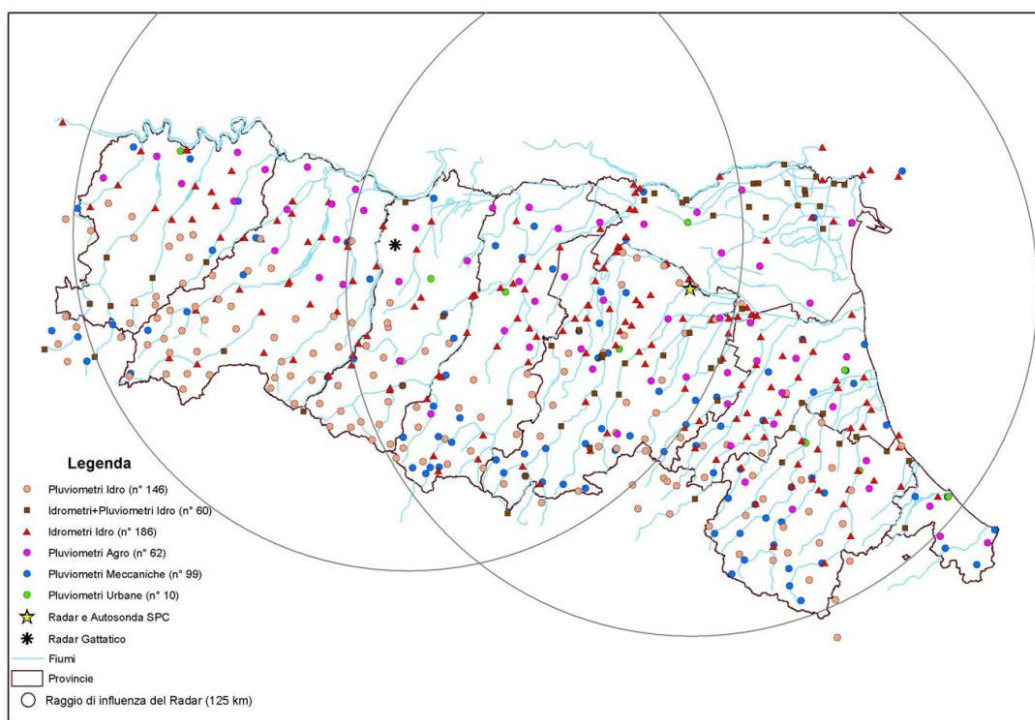 Legenda
Pluviometri Idro (n° 146)
Idrometri+Pluviometri Idro (n° 60)
Idrometri Idro (n° 186)
Pluviometri Agro (n° 62)
Pluviometri Meccaniche (n° 99)
Pluviometri Urbane (n° 10)
Radar e Autosonda SPC
Radar Gattatico
Fiumi
Provincie
Raggio di influenza del Radar (125 km)